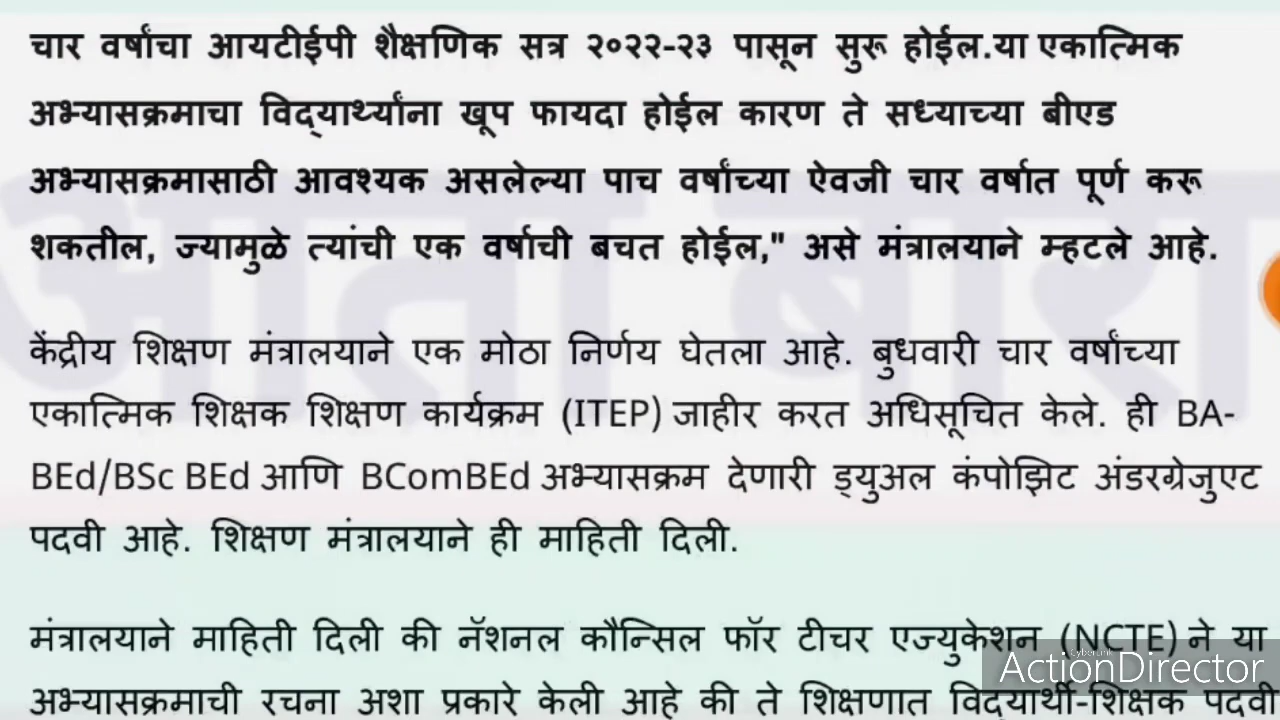 चार वर्षांचा आयटीईपी शैक्षणिक सत्र २०२२-२३ पासून सुरू होईल.या एकात्मिक
अभ्यासक्रमाचा विद्यार्थ्यांना खूप फायदा होईल कारण ते सध्याच्या बीएड
अभ्यासक्रमासाठी आवश्यक असलेल्या पाच वर्षांच्या ऐवजी चार वर्षात पूर्ण करू
शकतील, ज्यामुळे त्यांची एक वर्षाची बचत होईल," असे मंत्रालयाने म्हटले आहे.
केंद्रीय शिक्षण मंत्रालयाने एक मोठा निर्णय घेतला आहे. बुधवारी चार वर्षांच्या
एकात्मिक शिक्षक शिक्षण कार्यक्रम (ITEP) जाहीर करत अधिसूचित केले. ही BA-
BEd/BSc BEd आणि BComBEd अभ्यासक्रम देणारी ड्युअल कंपोझिट अंडरग्रेजुएट
पदवी आहे. शिक्षण मंत्रालयाने ही माहिती दिली.
मंत्रालयाने माहिती दिली की नॅशनल कौन्सिल फॉर टीचर एज्युकेशन (NCTE) ने या
अभ्यासक्रमाची रचना अशा प्रकारे केली आहे की ते शिक्षणात विद्यार्थी-शिक्षक पदवी
आता बारा
CyberLink
ActionDirector